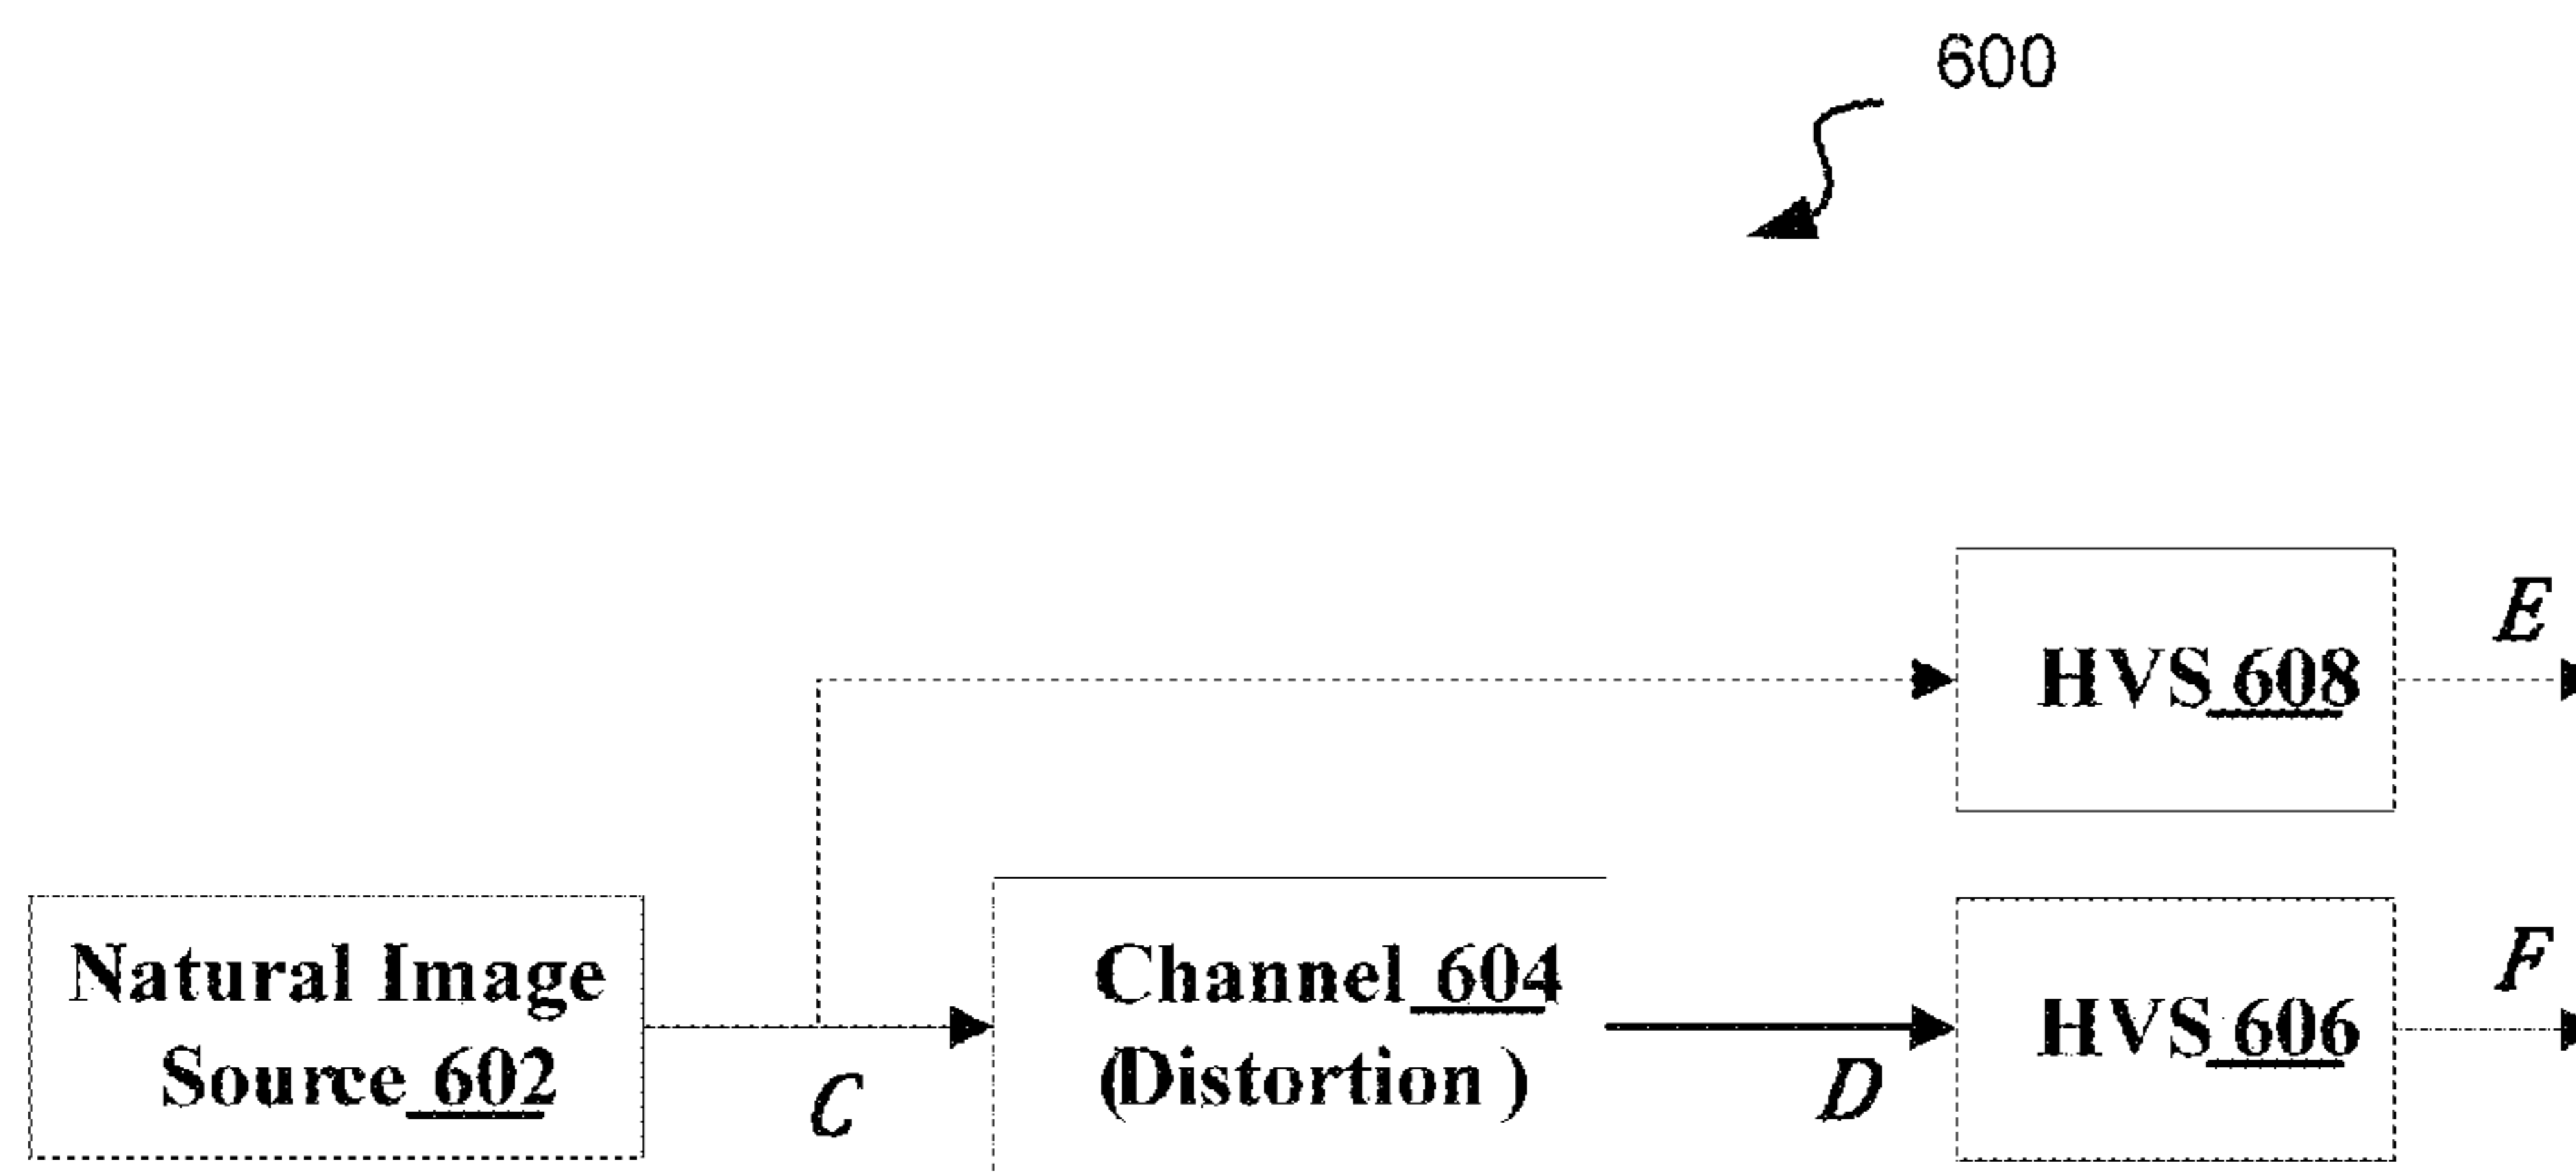 600
E
HVS 608
Natural Image
Source 602
C
Channel 604
(Distortion )
D
HVS 606
F